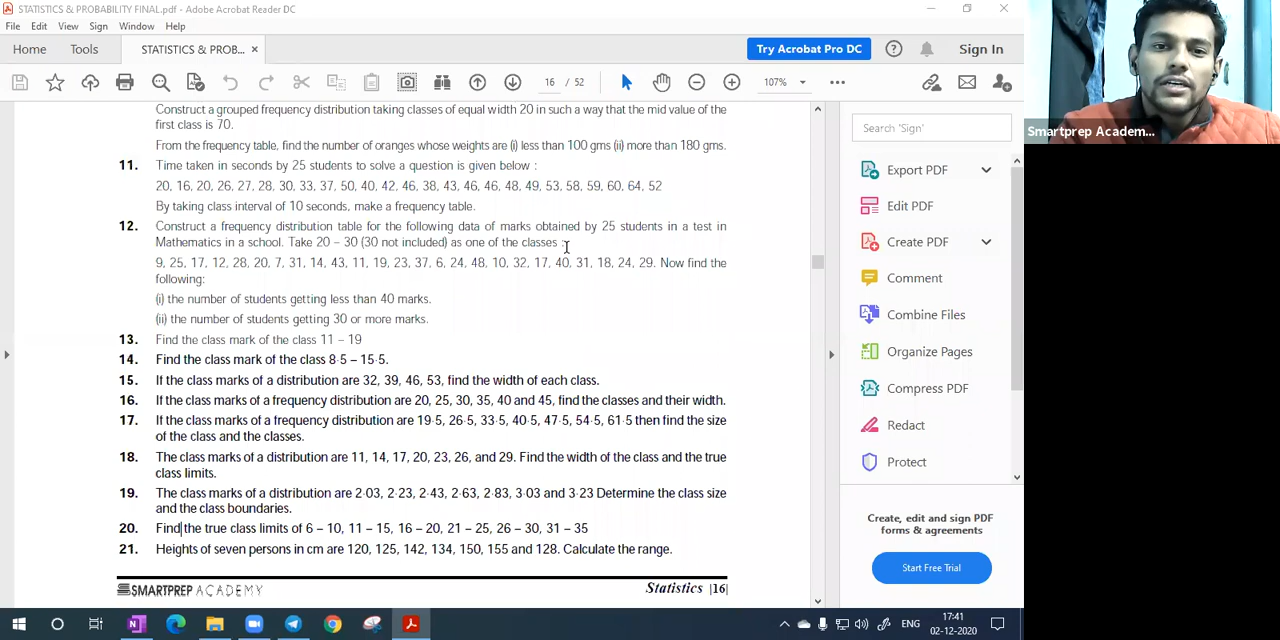 STATISTICS & PROBABILITY FINAL.pdf - Adobe Acrobat Reader DC
File Edit View Sign Window Help
Home Tools STATISTICS & PROB... × Try Acrobat Pro DC Sign In
16 / 52 107%
Construct a grouped frequency distribution taking classes of equal width 20 in such a way that the mid value of the
first class is 70.
From the frequency table, find the number of oranges whose weights are (i) less than 100 gms (ii) more than 180 gms.
11. Time taken in seconds by 25 students to solve a question is given below :
20, 16, 20, 26, 27, 28, 30, 33, 37, 50, 40, 42, 46, 38, 43, 46, 46, 48, 49, 53, 58, 59, 60, 64, 52
By taking class interval of 10 seconds, make a frequency table.
12. Construct a frequency distribution table for the following data of marks obtained by 25 students in a test in
Mathematics in a school. Take 20 – 30 (30 not included) as one of the classes :
9, 25, 17, 12, 28, 20, 7, 31, 14, 43, 11, 19, 23, 37, 6, 24, 48, 10, 32, 17, 40, 31, 18, 24, 29. Now find the
following:
(i) the number of students getting less than 40 marks.
(ii) the number of students getting 30 or more marks.
13. Find the class mark of the class 11 – 19
14. Find the class mark of the class 8·5 – 15·5.
15. If the class marks of a distribution are 32, 39, 46, 53, find the width of each class.
16. If the class marks of a frequency distribution are 20, 25, 30, 35, 40 and 45, find the classes and their width.
17. If the class marks of a frequency distribution are 19·5, 26·5, 33·5, 40·5, 47·5, 54·5, 61·5 then find the size
of the class and the classes.
18. The class marks of a distribution are 11, 14, 17, 20, 23, 26, and 29. Find the width of the class and the true
class limits.
19. The class marks of a distribution are 2·03, 2·23, 2·43, 2·63, 2·83, 3·03 and 3·23 Determine the class size
and the class boundaries.
20. Find the true class limits of 6 – 10, 11 – 15, 16 – 20, 21 – 25, 26 – 30, 31 – 35
21. Heights of seven persons in cm are 120, 125, 142, 134, 150, 155 and 128. Calculate the range.
SMARTPREP ACADEMY Statistics |16|
Search 'Sign'
Export PDF
Edit PDF
Create PDF
Comment
Combine Files
Organize Pages
Compress PDF
Redact
Protect
Create, edit and sign PDF
forms & agreements
Start Free Trial
Smartprep Academ...
ENG
17:41
02-12-2020